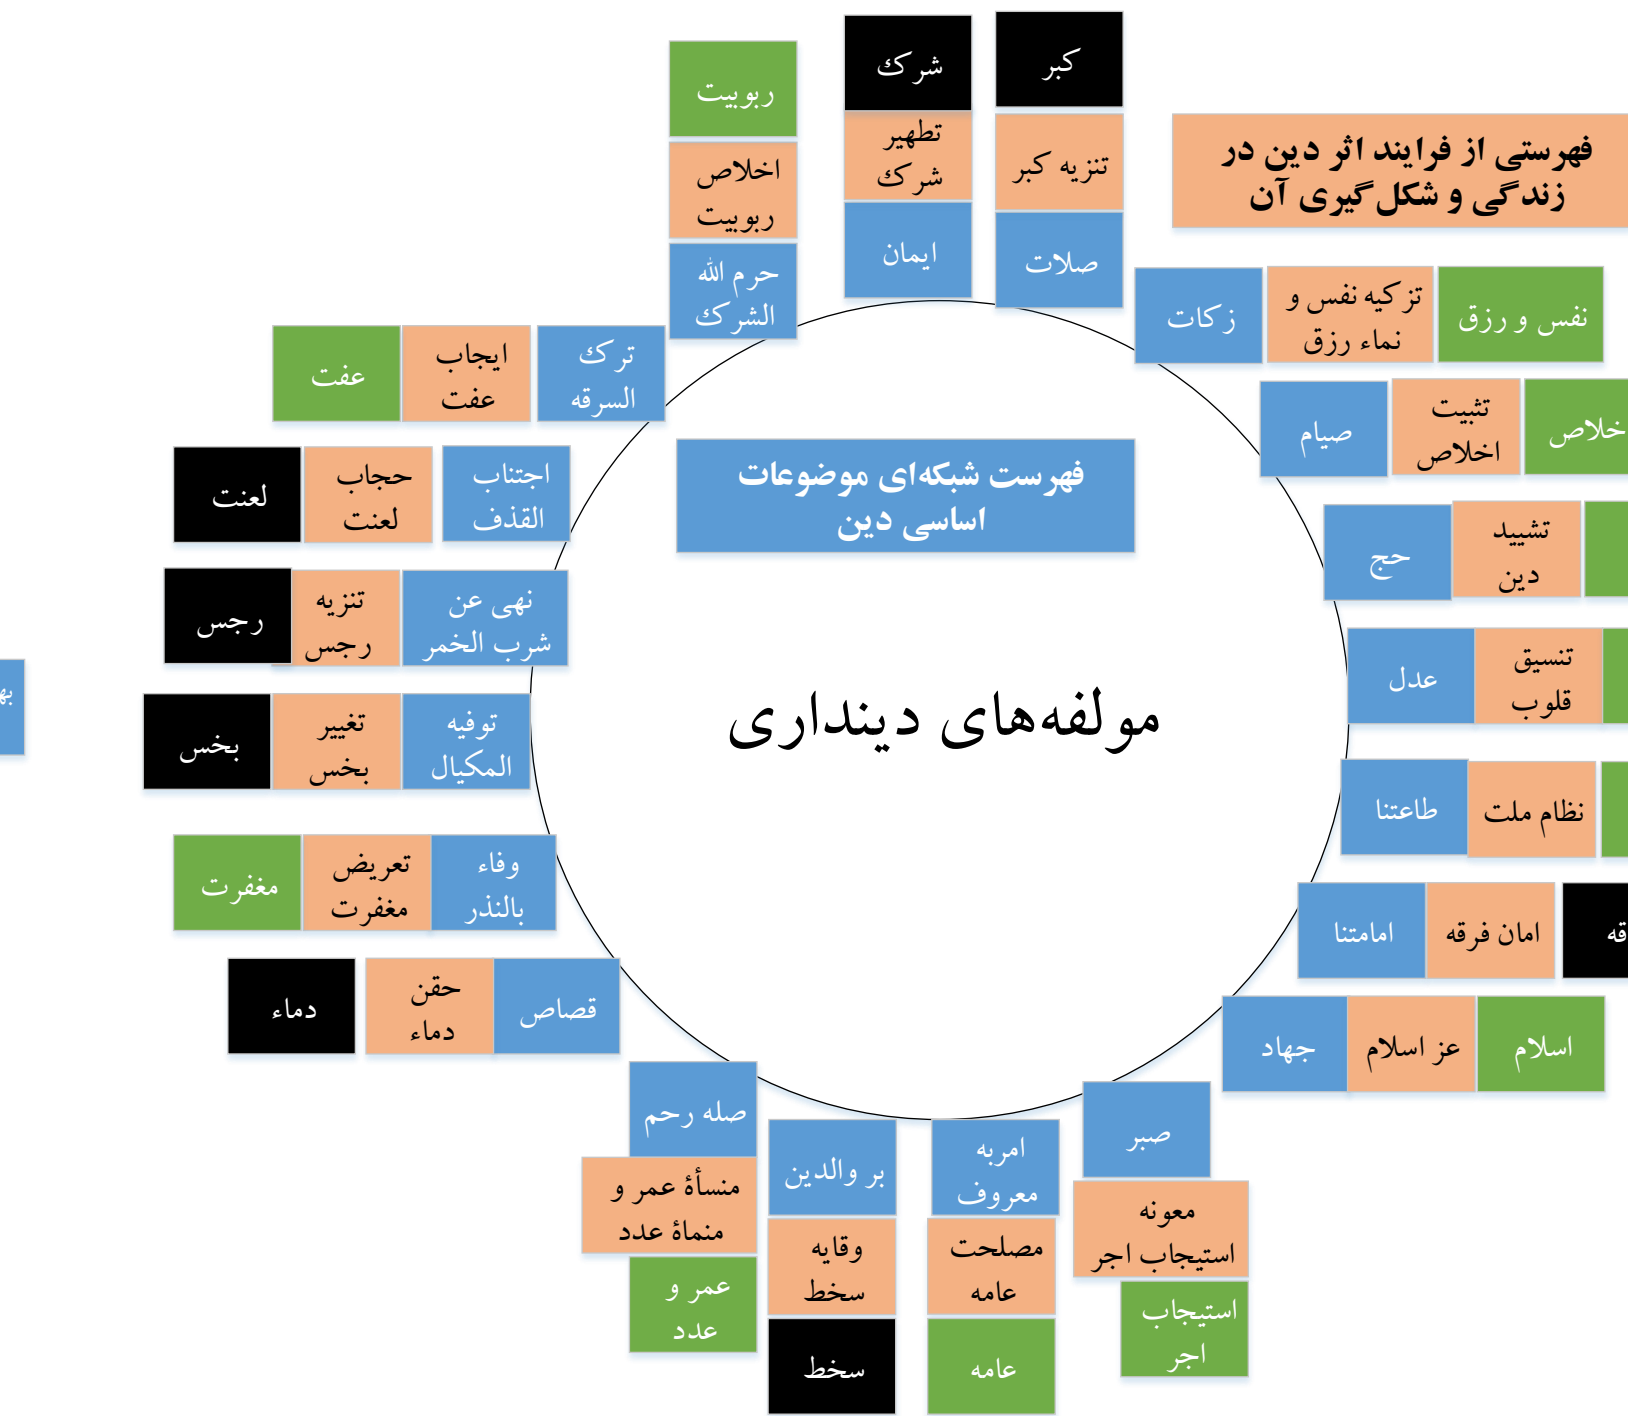 کبر
تنزیه کبر
صلات
شرک
تطهیر
شرک
ایمان
ربوبیت
اخلاص
ربوبیت
حرم الله
الشرک
فهرستی از فرایند اثر دین در
زندگی و شکل‌گیری آن
نفس و رزق
تزکیه نفس و
نماء رزق
زکات
تثبیت
اخلاص
صیام
خلاص
تشیید
دین
حج
تنسیق
قلوب
عدل
نظام ملت
طاعتنا
امان فرقه
امامتنا
قه
اسلام
عز اسلام
جهاد
صبر
معونه
استیجاب اجر
استیجاب
اجر
امربه
معروف
مصلحت
عامه
عامه
بر والدین
وقایه
سخط
سخط
صله رحم
منسأۀ عمر و
منماۀ عدد
عمر و
عدد
قصاص
حقن
دماء
دماء
وفاء
بالنذر
تعریض
مغفرت
مغفرت
توفیه
المکیال
تغییر
بخس
بخس
نهی عن
شرب الخمر
تنزیه
رجس
رجس
اجتناب
القذف
حجاب
لعنت
لعنت
ترک
السرقه
ایجاب
عفت
عفت
فهرست شبکه‌ای موضوعات
اساسی دین
مولفه‌های دینداری